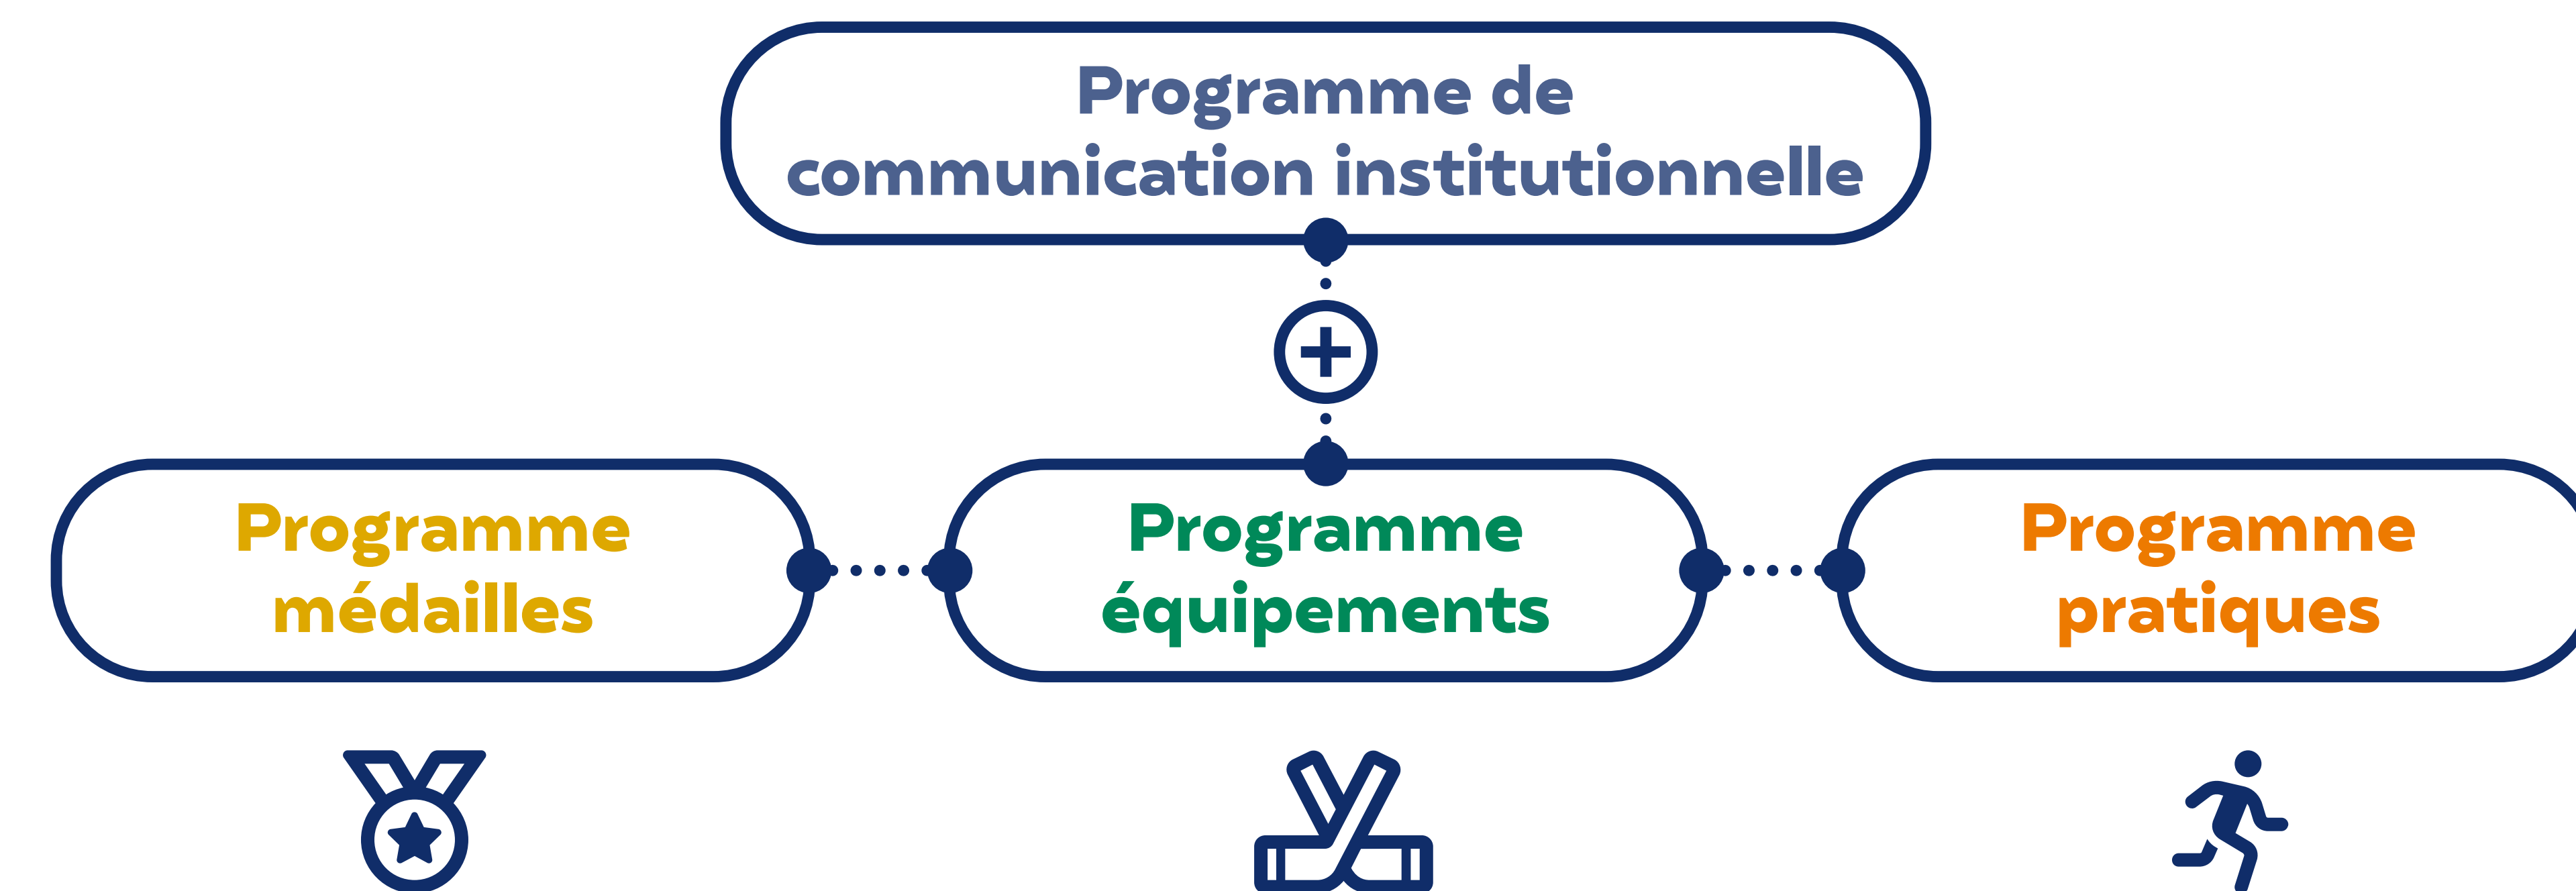 Programme de
communication institutionnelle
+
Programme
médailles
Programme
équipements
Programme
pratiques